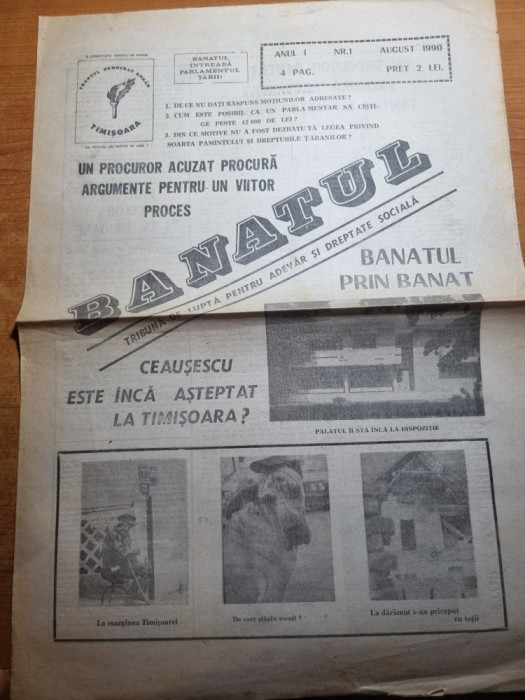 TIMIȘOARA
BANATUL
ÎNTREABĂ
PARLAMENTUL
ȚĂRII:
ANUL I NR.1 AUGUST 1990
4 PAG. PREȚ 2 LEI.
1. DE CE NU DAȚI RĂSPUNS MOȚIUNILOR ADRESATE?
2. CUM ESTE POSIBIL CA UN PARLAMENTAR SĂ CÎȘTI-
GE PESTE 12 000 DE LEI?
3. DIN CE MOTIVE NU A FOST DEZBĂTUTĂ LEGEA PRIVIND
SOARTA PĂMÎNTULUI ȘI DREPTURILE ȚĂRANILOR?
UN PROCUROR ACUZAT PROCURĂ
ARGUMENTE PENTRU UN VIITOR
PROCES
BANATUL
TRIBUNĂ DE LUPTĂ PENTRU ADEVĂR ȘI DREPTATE SOCIALĂ
BANATUL
PRIN BANAT
CEAUȘESCU
ESTE ÎNCĂ AȘTEPTAT
LA TIMIȘOARA?
PALATUL ÎI STĂ ÎNCĂ LA DISPOZIȚIE
La marginea Timișoarei
De care stăpîn ascult?
La dărîmat s-au priceput
cu toții